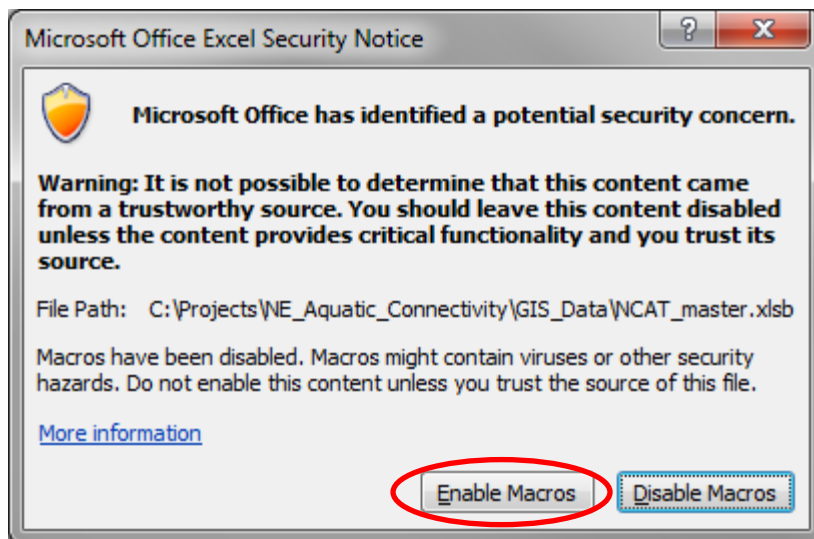 Microsoft Office Excel Security Notice
Microsoft Office has identified a potential security concern.
Warning: It is not possible to determine that this content came
from a trustworthy source. You should leave this content disabled
unless the content provides critical functionality and you trust its
source.
File Path: C:\Projects\NE_Aquatic_Connectivity\GIS_Data\NCAT_master.xlsb
Macros have been disabled. Macros might contain viruses or other security
hazards. Do not enable this content unless you trust the source of this file.
More information
Enable Macros Disable Macros